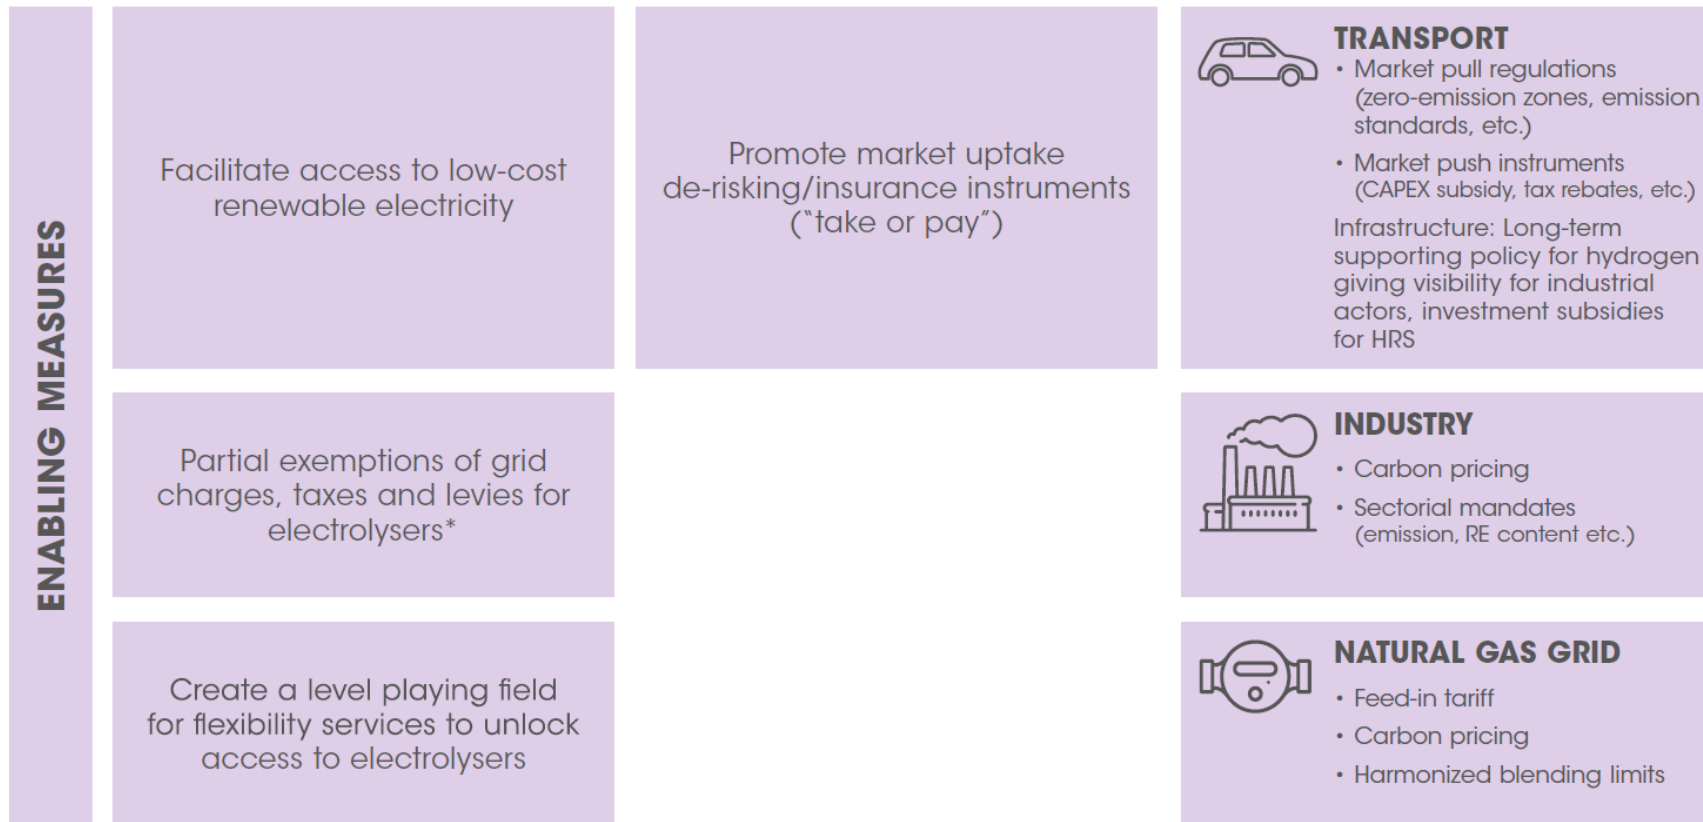 ENABLING MEASURES
Facilitate access to low-cost
renewable electricity
Partial exemptions of grid
charges, taxes and levies for
electrolysers*
Create a level playing field
for flexibility services to unlock
access to electrolysers
Promote market uptake
de-risking/insurance instruments
("take or pay")
TRANSPORT
• Market pull regulations
(zero-emission zones, emission
standards, etc.)
• Market push instruments
(CAPEX subsidy, tax rebates, etc.)
Infrastructure: Long-term
supporting policy for hydrogen
giving visibility for industrial
actors, investment subsidies
for HRS
INDUSTRY
• Carbon pricing
• Sectorial mandates
(emission, RE content etc.)
NATURAL GAS GRID
• Feed-in tariff
• Carbon pricing
• Harmonized blending limits